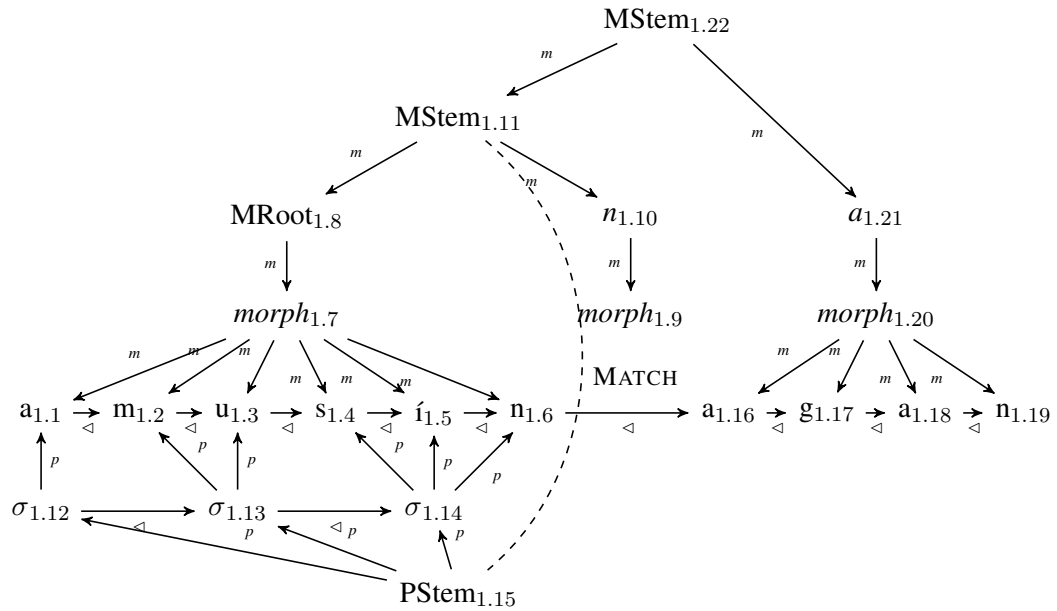 MStem1.22
m
MStem1.11
m m
m
MRoot1.8 n1.10 a1.21
m m m
morph1.7 morph1.9 morph1.20
m m m m m
m m m m m
MATCH
a1.1 m1.2 u1.3 s1.4 í1.5 n1.6 a1.16 g1.17 a1.18 n1.19
◁ ◁ ◁ ◁ ◁ ◁ ◁ ◁ ◁
p p p p p p
σ1.12 σ1.13 σ1.14
◁ p ◁ p p
PStem1.15